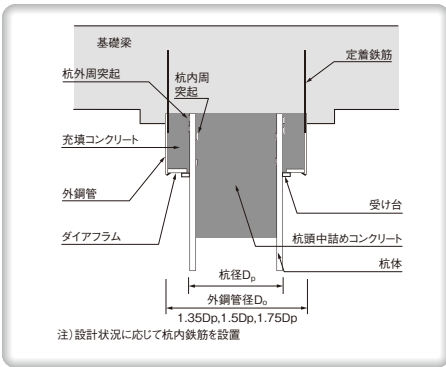 基礎梁
定着鉄筋
杭外周突起
杭内周
突起
充填コンクリート
外鋼管
受け台
ダイアフラム
杭頭中詰めコンクリート
杭径Dp
杭体
外鋼管径Do
1.35Dp,1.5Dp,1.75Dp
注）設計状況に応じて杭内鉄筋を設置